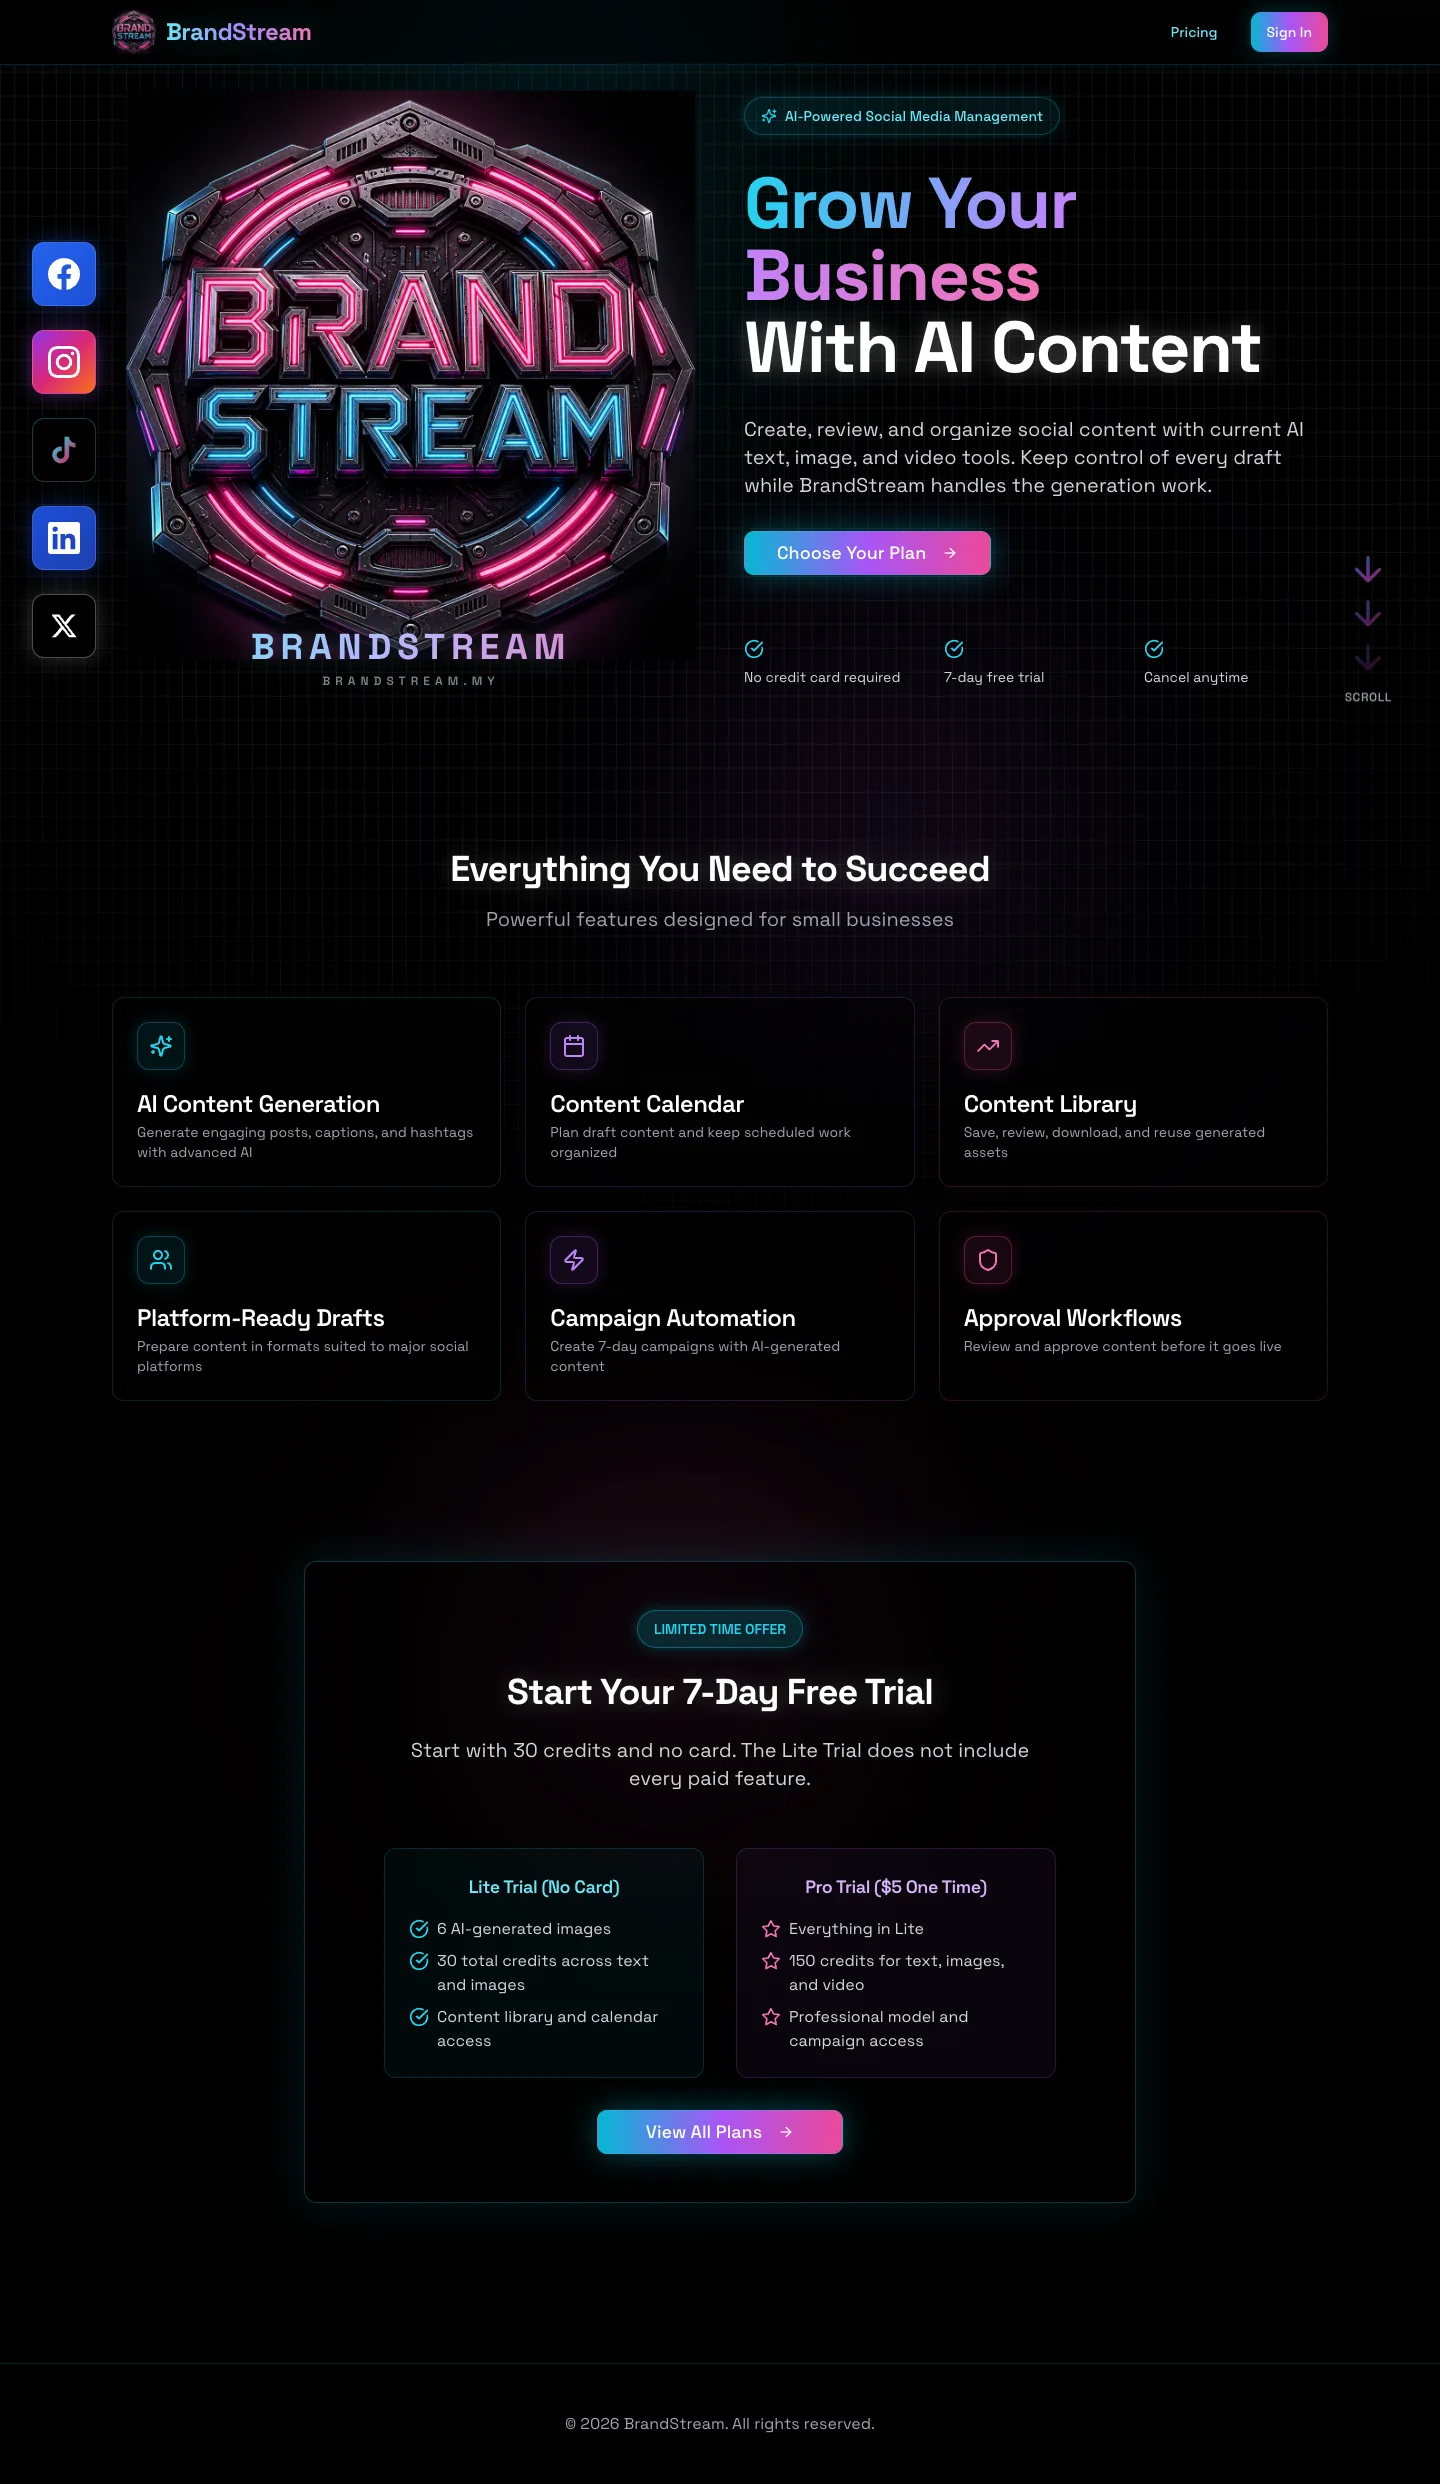 BRAND
STREAM
BrandStream
Pricing
Sign In
BRAND
STREAM
BRANDSTREAM
BRANDSTREAM.MY
AI-Powered Social Media Management
Grow Your
Business
With AI Content
Create, review, and organize social content with current AI
text, image, and video tools. Keep control of every draft
while BrandStream handles the generation work.
Choose Your Plan
No credit card required
7-day free trial
Cancel anytime
SCROLL
Everything You Need to Succeed
Powerful features designed for small businesses
AI Content Generation
Generate engaging posts, captions, and hashtags
with advanced AI
Content Calendar
Plan draft content and keep scheduled work
organized
Content Library
Save, review, download, and reuse generated
assets
Platform-Ready Drafts
Prepare content in formats suited to major social
platforms
Campaign Automation
Create 7-day campaigns with AI-generated
content
Approval Workflows
Review and approve content before it goes live
LIMITED TIME OFFER
Start Your 7-Day Free Trial
Start with 30 credits and no card. The Lite Trial does not include
every paid feature.
Lite Trial (No Card)
6 AI-generated images
30 total credits across text
and images
Content library and calendar
access
Pro Trial ($5 One Time)
Everything in Lite
150 credits for text, images,
and video
Professional model and
campaign access
View All Plans
© 2026 BrandStream. All rights reserved.